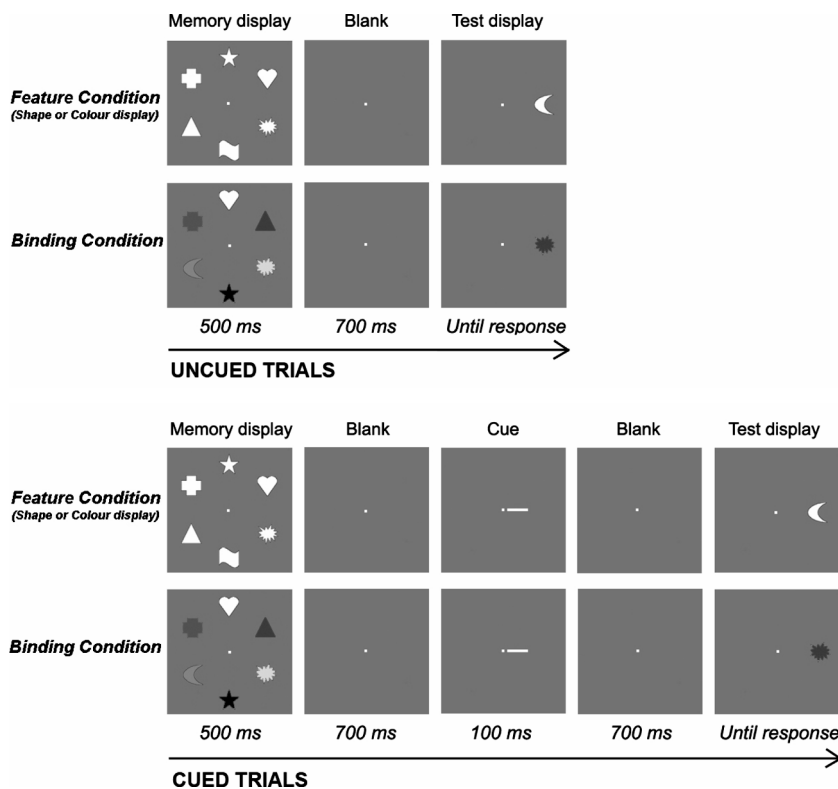 Memory display Blank Test display
Feature Condition
(Shape or Colour display)
Binding Condition
500 ms 700 ms Until response
UNCUED TRIALS
Memory display Blank Cue Blank Test display
Feature Condition
(Shape or Colour display)
Binding Condition
500 ms 700 ms 100 ms 700 ms Until response
CUED TRIALS